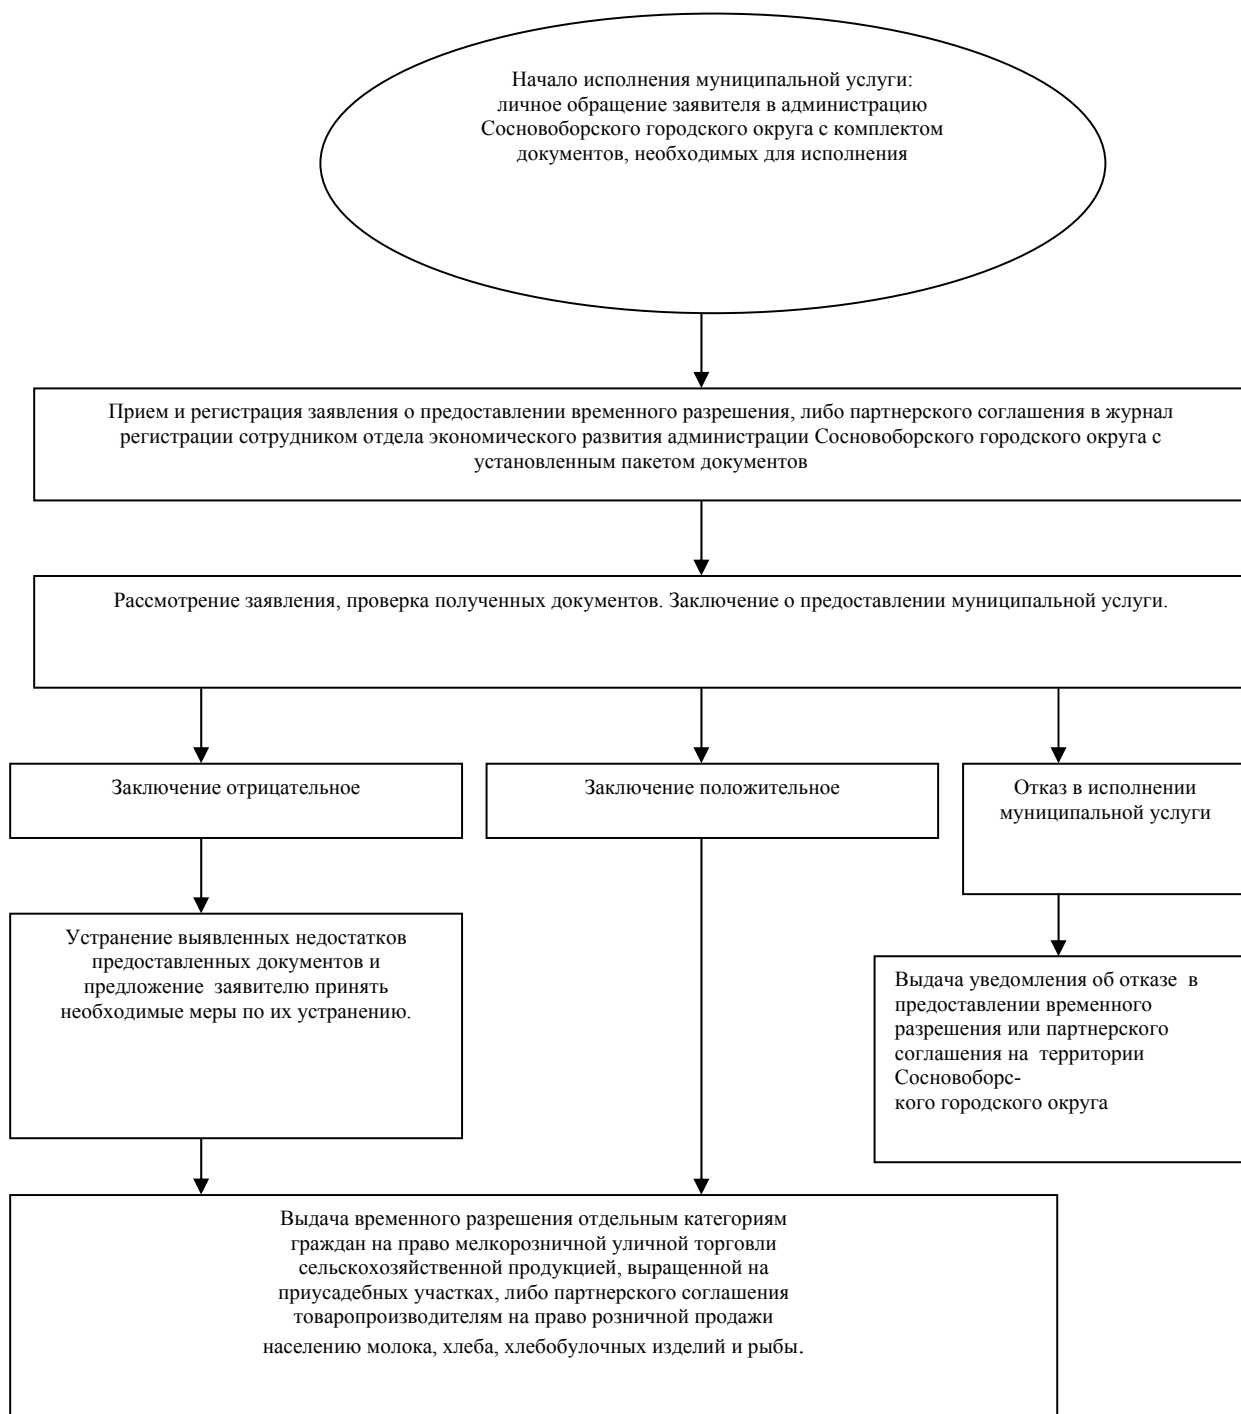 Начало исполнения муниципальной услуги:
личное обращение заявителя в администрацию
Сосновоборского городского округа с комплектом
документов, необходимых для исполнения
Прием и регистрация заявления о предоставлении временного разрешения, либо партнерского соглашения в журнал
регистрации сотрудником отдела экономического развития администрации Сосновоборского городского округа с
установленным пакетом документов
Рассмотрение заявления, проверка полученных документов. Заключение о предоставлении муниципальной услуги.
Заключение отрицательное
Заключение положительное
Отказ в исполнении
муниципальной услуги
Устранение выявленных недостатков
предоставленных документов и
предложение заявителю принять
необходимые меры по их устранению.
Выдача уведомления об отказе в
предоставлении временного
разрешения или партнерского
соглашения на территории
Сосновоборс-
кого городского округа
Выдача временного разрешения отдельным категориям
граждан на право мелкорозничной уличной торговли
сельскохозяйственной продукцией, выращенной на
приусадебных участках, либо партнерского соглашения
товаропроизводителям на право розничной продажи
населению молока, хлеба, хлебобулочных изделий и рыбы.